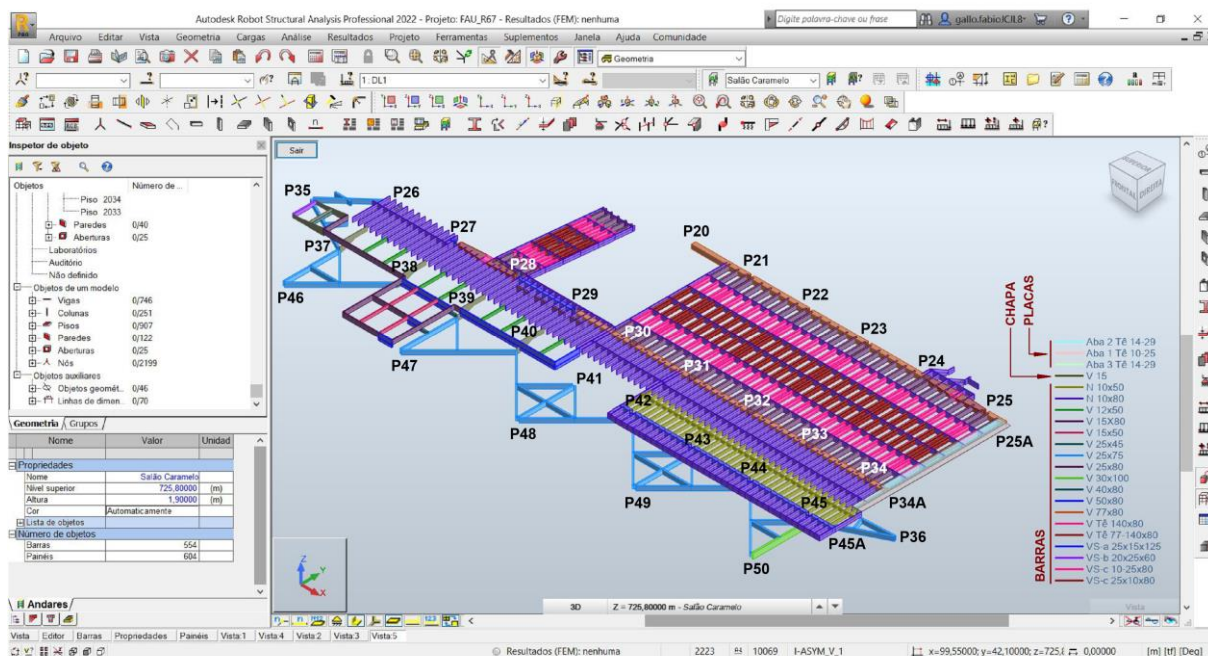 Autodesk Robot Structural Analysis Professional 2022 - Projeto: FAU_R67 - Resultados (FEM): nenhuma
Digite palavra-chave ou frase
gallo.fabioICJL8
Arquivo Editar Vista Geometria Cargas Análise Resultados Projeto Ferramentas Suplementos Janela Ajuda Comunidade
Geometria
1: DL1
Salão Caramelo
Inspetor de objeto
Sair
Objetos Número de ...
Piso 2034
Piso 2033
Paredes 0/40
Aberturas 0/25
Laboratórios
Auditório
Não definido
Objetos de um modelo
Vigas 0/746
Colunas 0/251
Pisos 0/907
Paredes 0/122
Aberturas 0/25
Nós 0/2199
Objetos auxiliares
Objetos geomét.. 0/46
Linhas de dimen.. 0/70
Geometria Grupos
Nome Valor Unidad
Propriedades
Nome Salão Caramelo
Nível superior 725,80000 (m)
Altura 1,90000 (m)
Cor Automaticamente
Lista de objetos
Número de objetos
Barras 554
Painéis 604
Andares
P35
P26
P27
P20
P37
P28
P21
P38
P46
P29
P22
P39
P40
P30
P23
P47
P31
P24
P41
P42
P32
P25
P48
P43
P33
P25A
P44
P34
P49
P45
P34A
P45A
P36
P50
SUPERIOR
FRONTAL
DIREITA
CHAPA
PLACAS
Aba 2 Tê 14-29
Aba 1 Tê 10-25
Aba 3 Tê 14-29
V 15
BARRAS
N 10x50
N 10x80
V 12x50
V 15X80
V 15x50
V 25x45
V 25x75
V 25x80
V 30x100
V 40x80
V 50x80
V 77x80
V Tê 140x80
V Tê 77-140x80
VS-a 25x15x125
VS-b 20x25x60
VS-c 10-25x80
VS-c 25x10x80
Z
Y
X
3D Z = 725,80000 m - Salão Caramelo
Vista
Vista Editor Barras Propriedades Painéis Vista:1 Vista:4 Vista:2 Vista:3 Vista:5
Resultados (FEM): nenhuma 2223 10069 I-ASYM_V_1 x=99,55000; y=42,10000; z=725,8 0,00000 [m] [tf] [Deg]